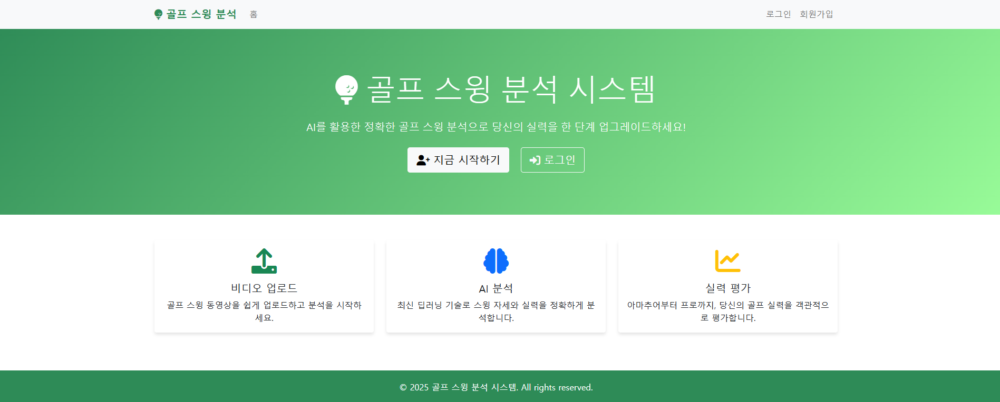 골프 스윙 분석
홈
로그인
회원가입
골프 스윙 분석 시스템
AI를 활용한 정확한 골프 스윙 분석으로 당신의 실력을 한 단계 업그레이드하세요!
지금 시작하기
로그인
비디오 업로드
골프 스윙 동영상을 쉽게 업로드하고 분석을 시작하
세요.
AI 분석
최신 딥러닝 기술로 스윙 자세와 실력을 정확하게 분
석합니다.
실력 평가
아마추어부터 프로까지, 당신의 골프 실력을 객관적으
로 평가합니다.
© 2025 골프 스윙 분석 시스템. All rights reserved.